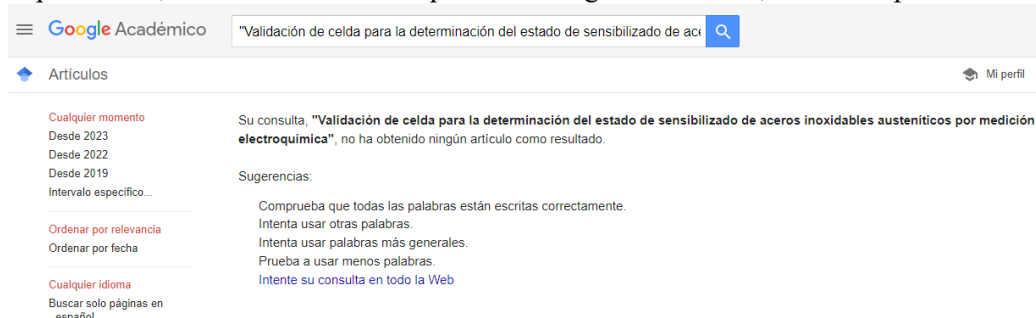 Google Académico
"Validación de celda para la determinación del estado de sensibilizado de ace
Artículos
Mi perfil
Cualquier momento
Desde 2023
Desde 2022
Desde 2019
Intervalo específico...
Ordenar por relevancia
Ordenar por fecha
Cualquier idioma
Buscar solo páginas en
español
Su consulta, "Validación de celda para la determinación del estado de sensibilizado de aceros inoxidables austeníticos por medición
electroquímica", no ha obtenido ningún artículo como resultado.
Sugerencias:
Comprueba que todas las palabras están escritas correctamente.
Intenta usar otras palabras.
Intenta usar palabras más generales.
Prueba a usar menos palabras.
Intente su consulta en todo la Web